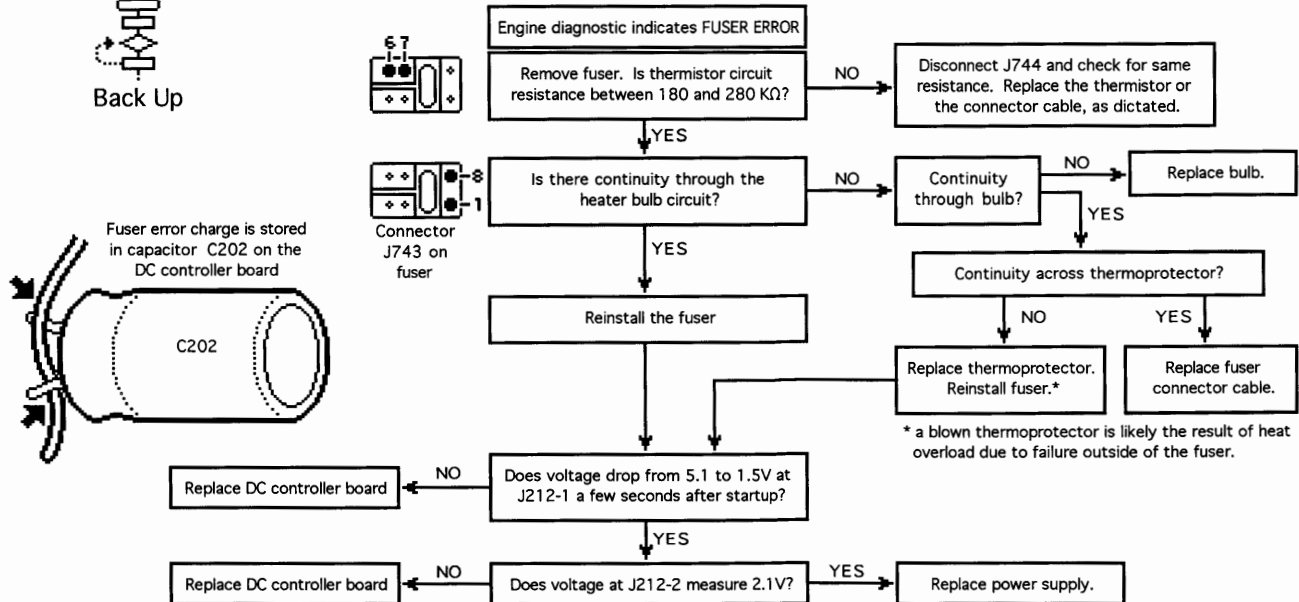 Back Up
Engine diagnostic indicates FUSER ERROR
6 7
Remove fuser. Is thermistor circuit
resistance between 180 and 280 KΩ?
NO
Disconnect J744 and check for same
resistance. Replace the thermistor or
the connector cable, as dictated.
YES
8
1
Connector
J743 on
fuser
Is there continuity through the
heater bulb circuit?
NO
Continuity
through bulb?
NO
Replace bulb.
YES
YES
Continuity across thermoprotector?
NO
YES
Replace thermoprotector.
Reinstall fuser.*
Replace fuser
connector cable.
* a blown thermoprotector is likely the result of heat
overload due to failure outside of the fuser.
Fuser error charge is stored
in capacitor C202 on the
DC controller board
C202
Reinstall the fuser
Does voltage drop from 5.1 to 1.5V at
J212-1 a few seconds after startup?
NO
Replace DC controller board
YES
Does voltage at J212-2 measure 2.1V?
NO
Replace DC controller board
YES
Replace power supply.